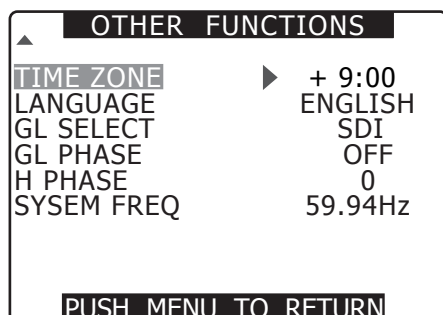 OTHER FUNCTIONS
TIME ZONE + 9:00
LANGUAGE ENGLISH
GL SELECT SDI
GL PHASE OFF
H PHASE 0
SYSEM FREQ 59.94Hz
PUSH MENU TO RETURN